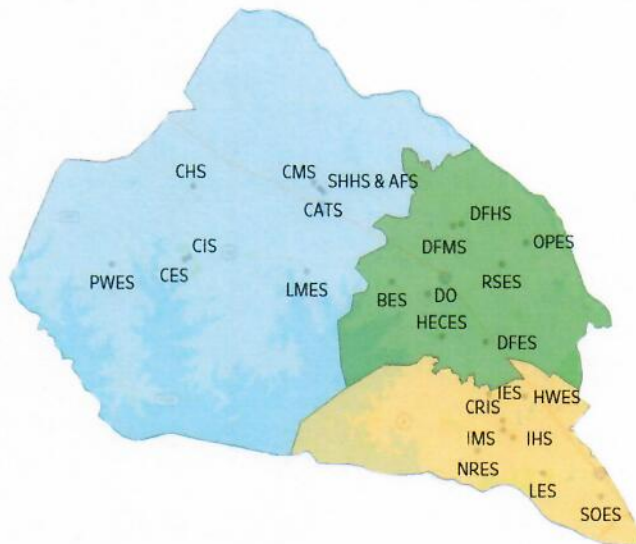 CHS
CMS
SHHS & AFS
CATS
DFHS
CIS
DFMS
OPES
PWES
CES
LMES
BES
DO
RSES
HECES
DFES
IES
HWES
CRIS
IMS
IHS
NRES
LES
SOES